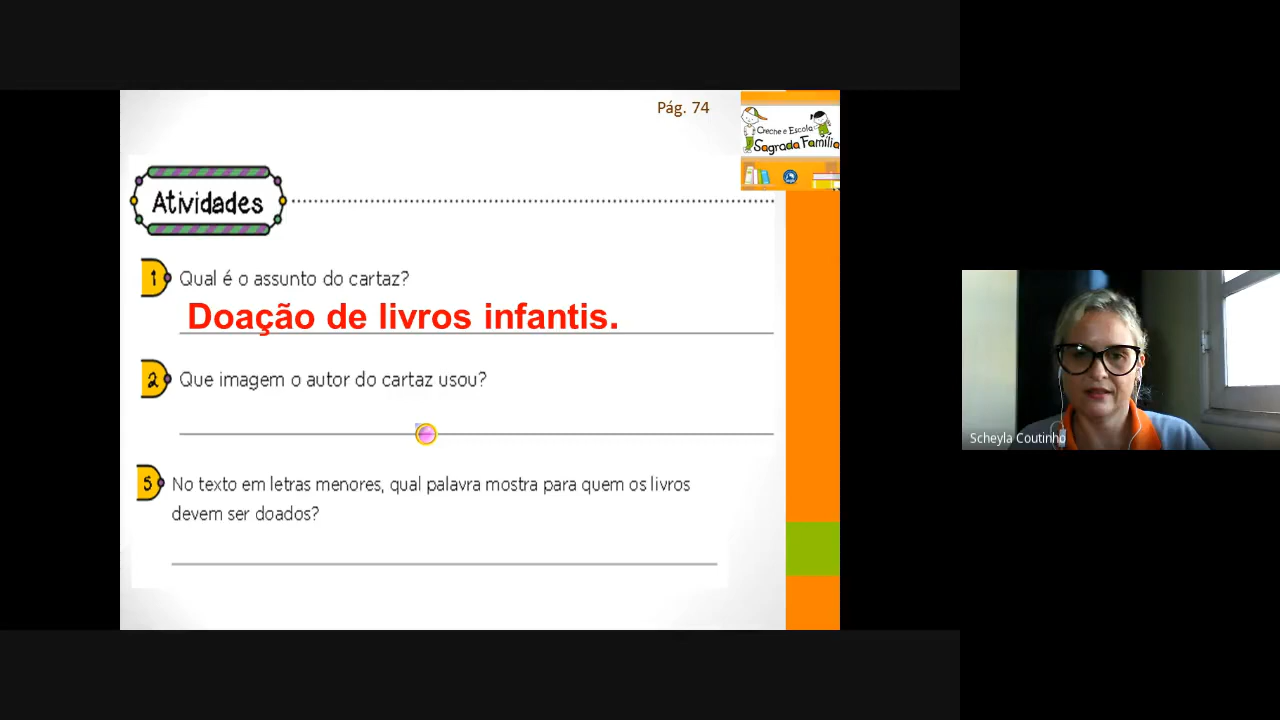 Pág. 74
Creche e Escola
Sagrada Família
Atividades
1 Qual é o assunto do cartaz?
Doação de livros infantis.
2 Que imagem o autor do cartaz usou?
5 No texto em letras menores, qual palavra mostra para quem os livros
devem ser doados?
Scheyla Coutinho